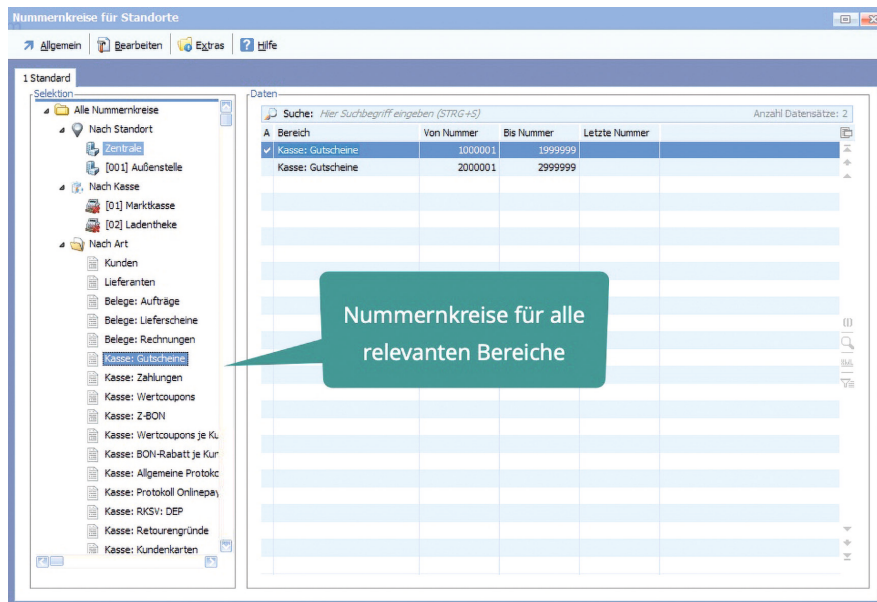 Nummernkreise für Standorte
Allgemein Bearbeiten Extras Hilfe
1 Standard
Selektion
Alle Nummernkreise
Nach Standort
Zentrale
[001] Außenstelle
Nach Kasse
[01] Marktkasse
[02] Ladentheke
Nach Art
Kunden
Lieferanten
Belege: Aufträge
Belege: Lieferscheine
Belege: Rechnungen
Kasse: Gutscheine
Kasse: Zahlungen
Kasse: Wertcoupons
Kasse: Z-BON
Kasse: Wertcoupons je Ku
Kasse: BON-Rabatt je Kur
Kasse: Allgemeine Protokc
Kasse: Protokoll Onlinepay
Kasse: RKSV: DEP
Kasse: Retourengründe
Kasse: Kundenkarten
Daten
Suche: Hier Suchbegriff eingeben (STRG+S) Anzahl Datensätze: 2
A Bereich Von Nummer Bis Nummer Letzte Nummer
Kasse: Gutscheine 1000001 1999999
Kasse: Gutscheine 2000001 2999999
Nummernkreise für alle
relevanten Bereiche